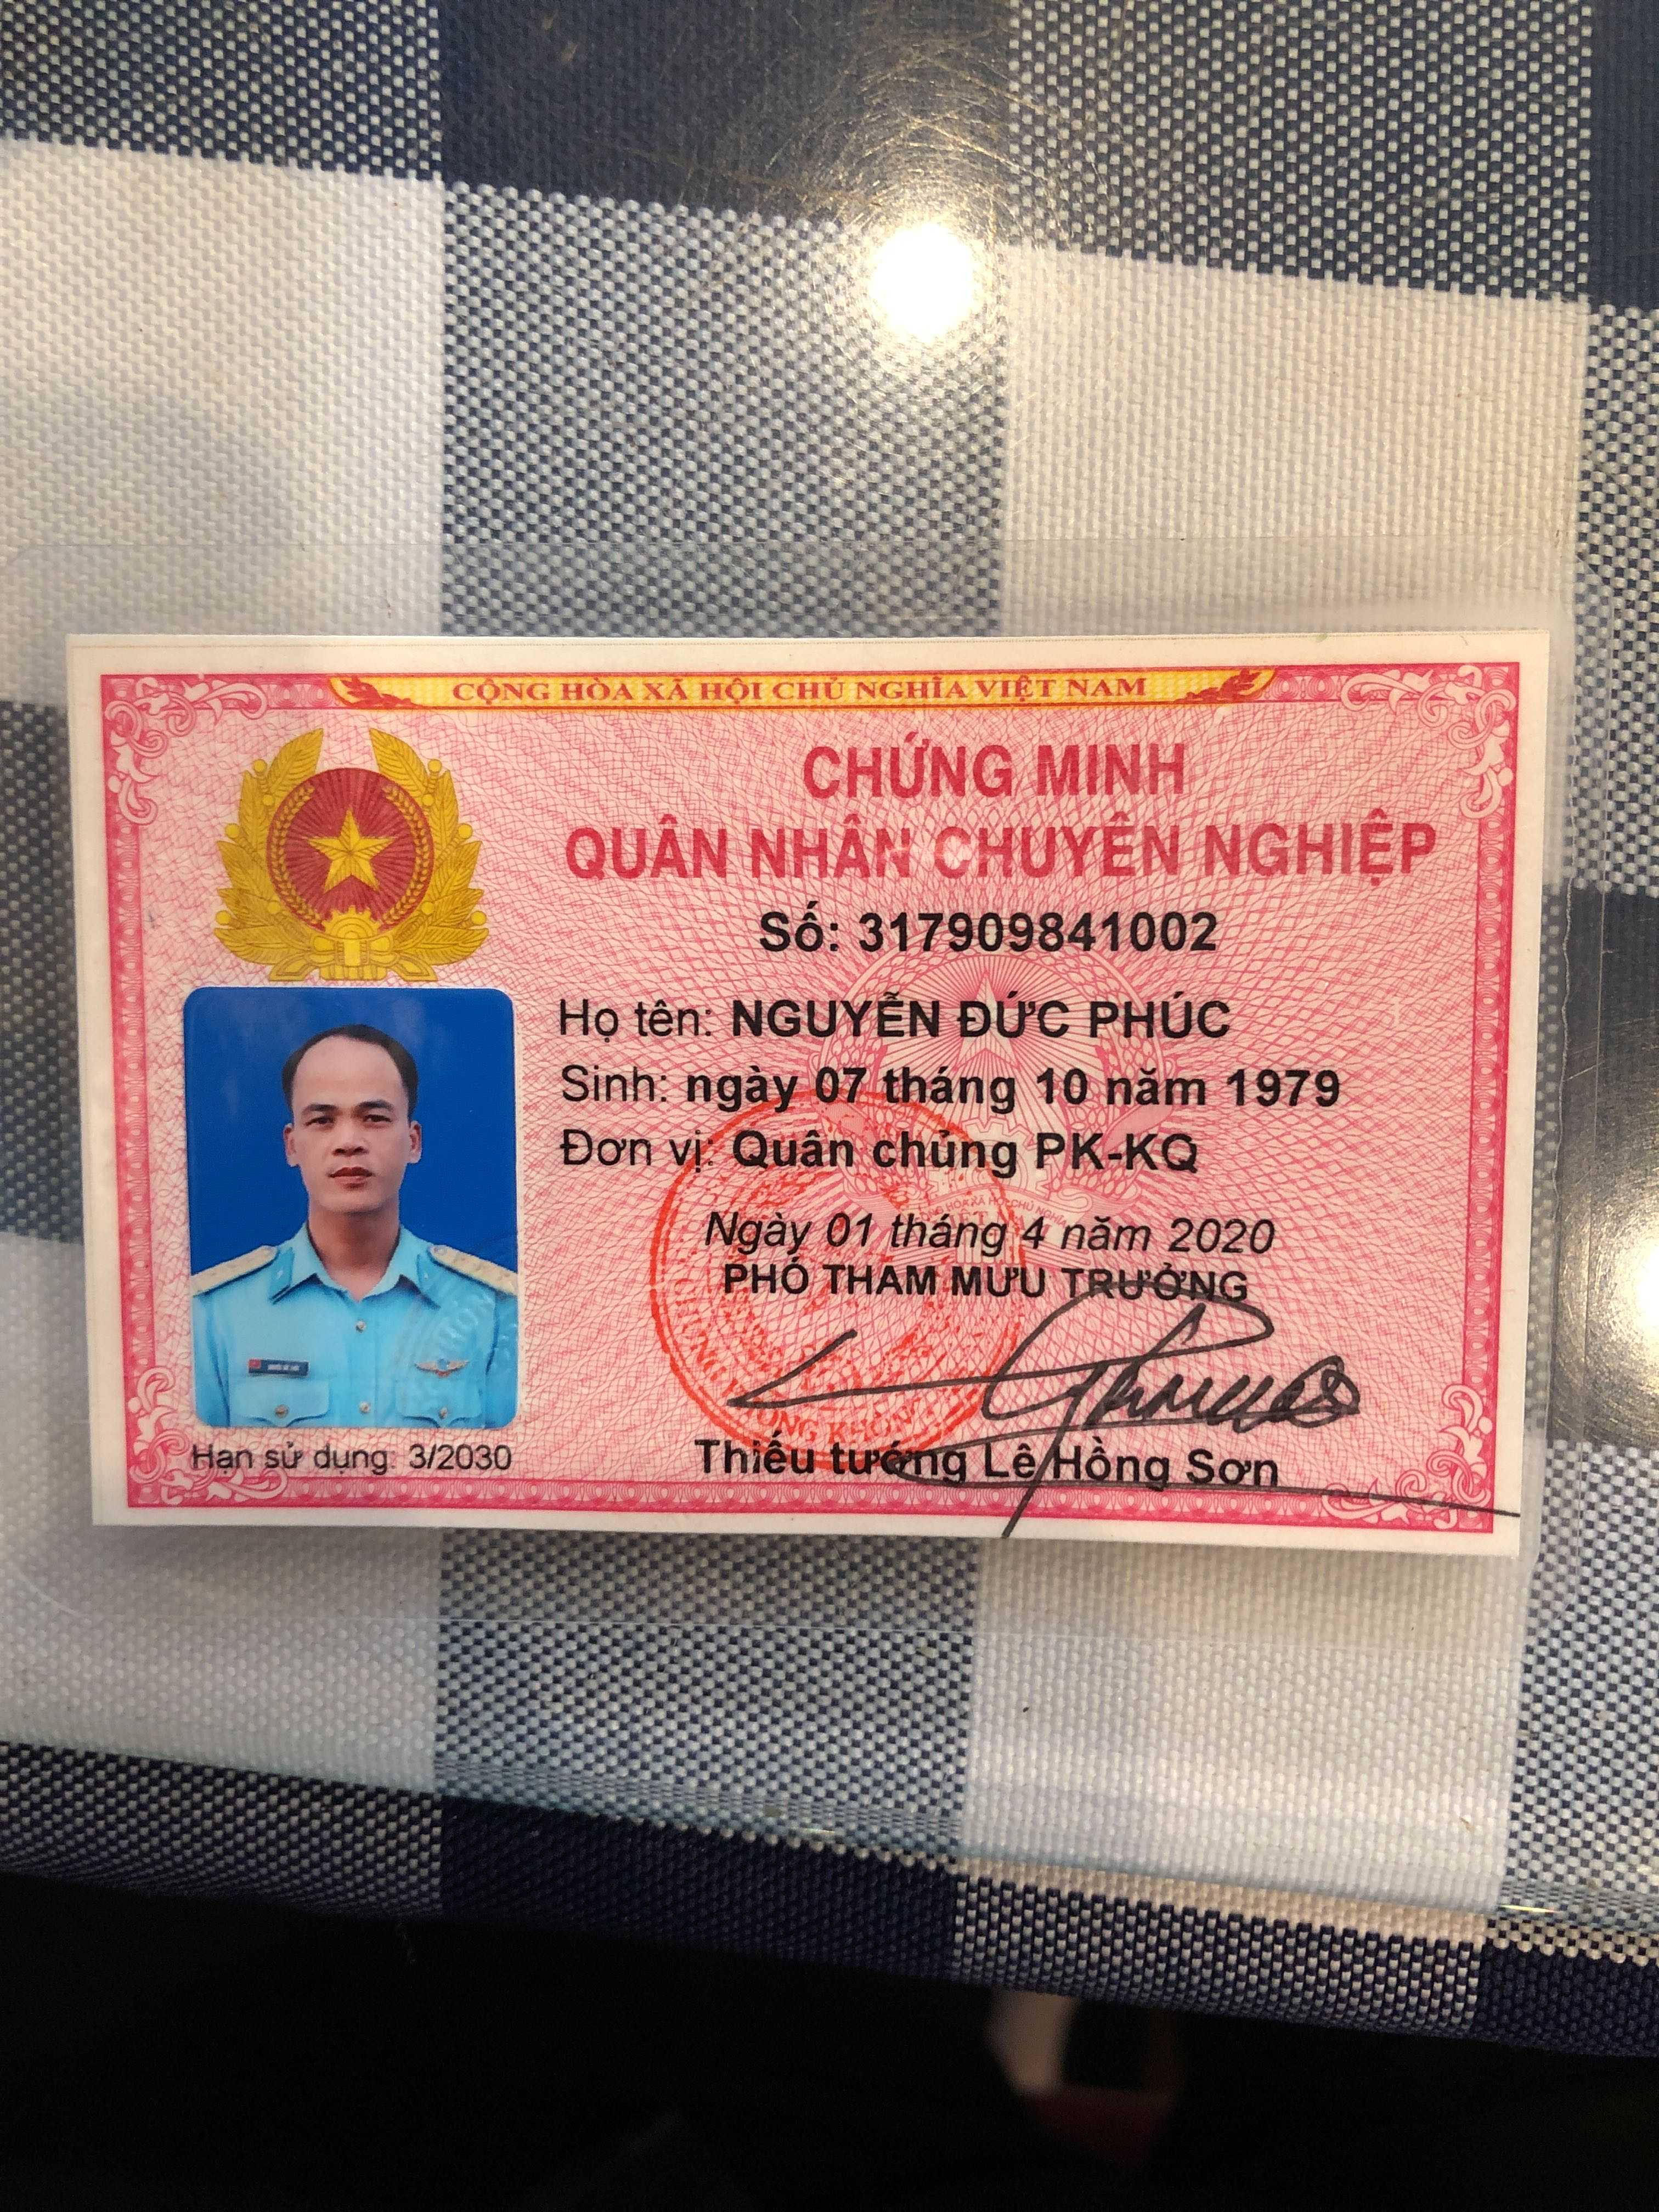 CỘNG HÒA XÃ HỘI CHỦ NGHĨA VIỆT NAM
CHỨNG MINH
QUÂN NHÂN CHUYÊN NGHIỆP
Số: 317909841002
Họ tên: NGUYỄN ĐỨC PHÚC
Sinh: ngày 07 tháng 10 năm 1979
Đơn vị: Quân chủng PK-KQ
Ngày 01 tháng 4 năm 2020
PHÓ THAM MƯU TRƯỞNG
Thiếu tướng Lê Hồng Sơn
Hạn sử dụng: 3/2030